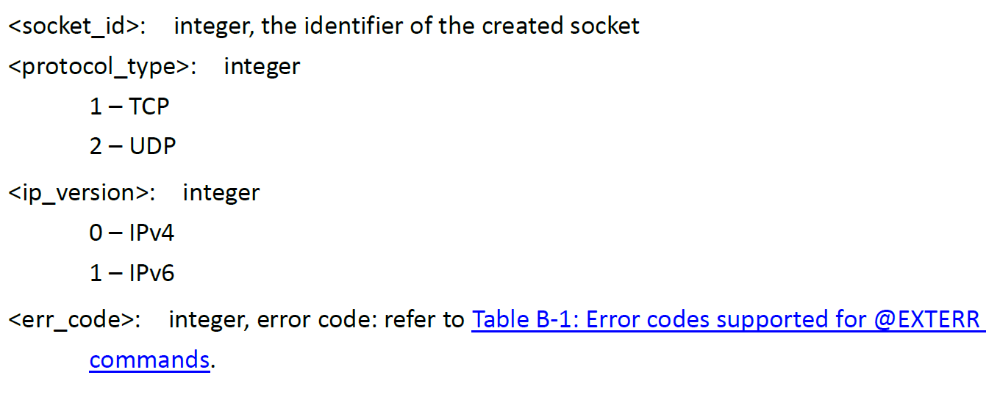 <socket_id>: integer, the identifier of the created socket
<protocol_type>: integer
1 – TCP
2 – UDP
<ip_version>: integer
0 – IPv4
1 – IPv6
<err_code>: integer, error code: refer to Table B-1: Error codes supported for @EXTERR
commands.